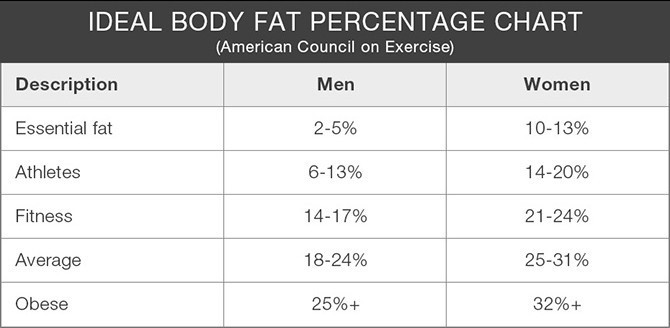 IDEAL BODY FAT PERCENTAGE CHART
(American Council on Exercise)
Description Men Women
Essential fat 2-5% 10-13%
Athletes 6-13% 14-20%
Fitness 14-17% 21-24%
Average 18-24% 25-31%
Obese 25%+ 32%+